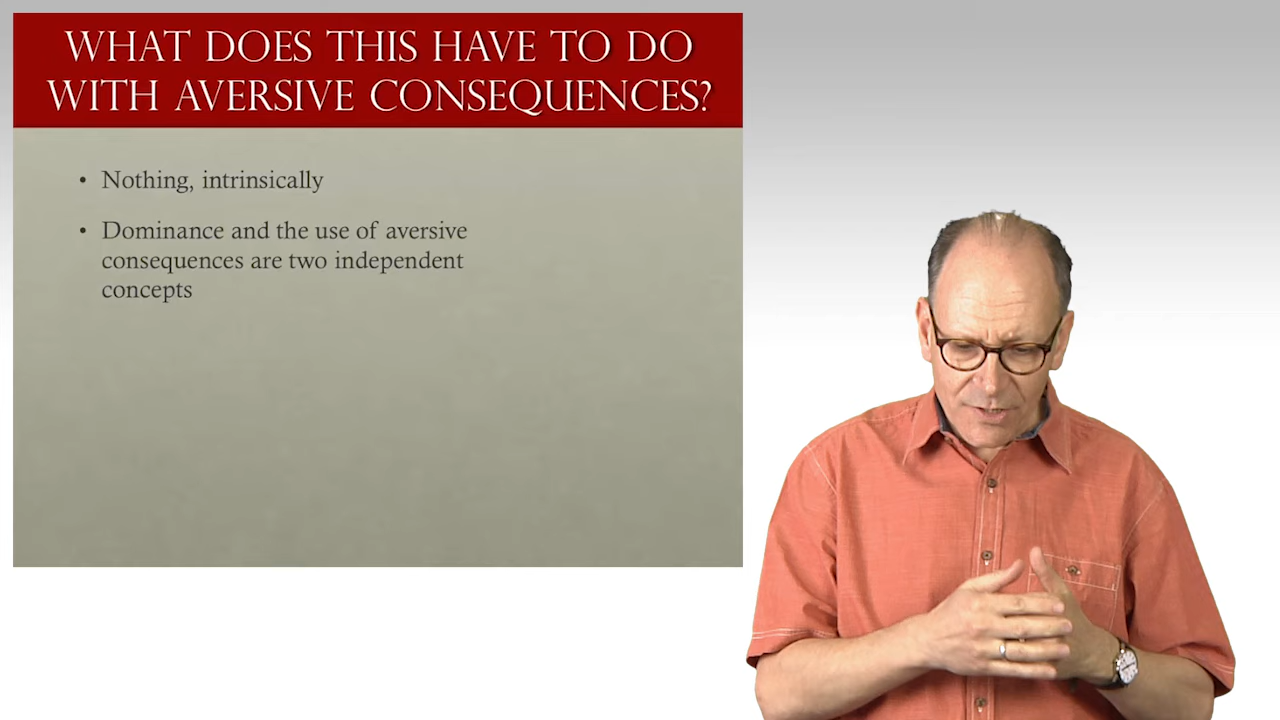 WHAT DOES THIS HAVE TO DO
WITH AVERSIVE CONSEQUENCES?
• Nothing, intrinsically
• Dominance and the use of aversive
consequences are two independent
concepts